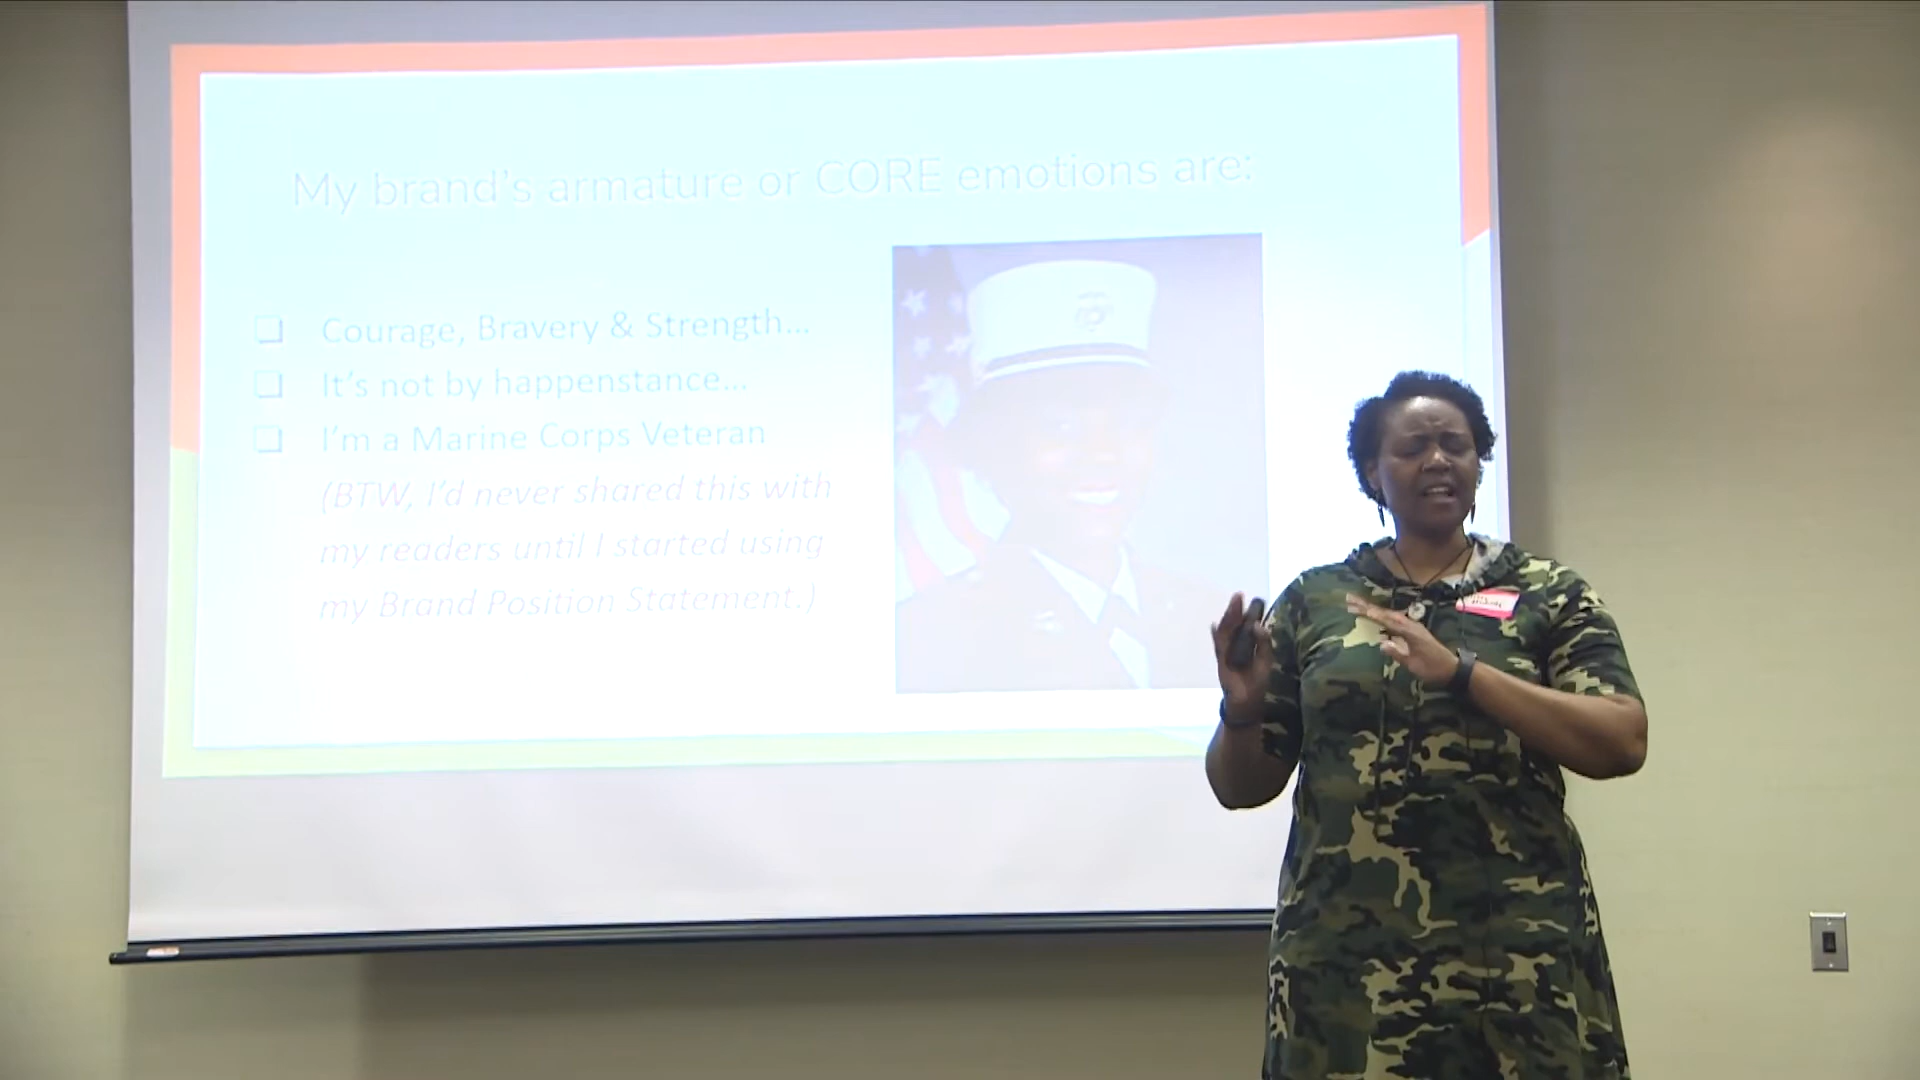 My brand's armature or CORE emotions are:
Courage, Bravery & Strength...
It's not by happenstance...
I'm a Marine Corps Veteran
(BTW, I'd never shared this with
my readers until I started using
my Brand Position Statement.)